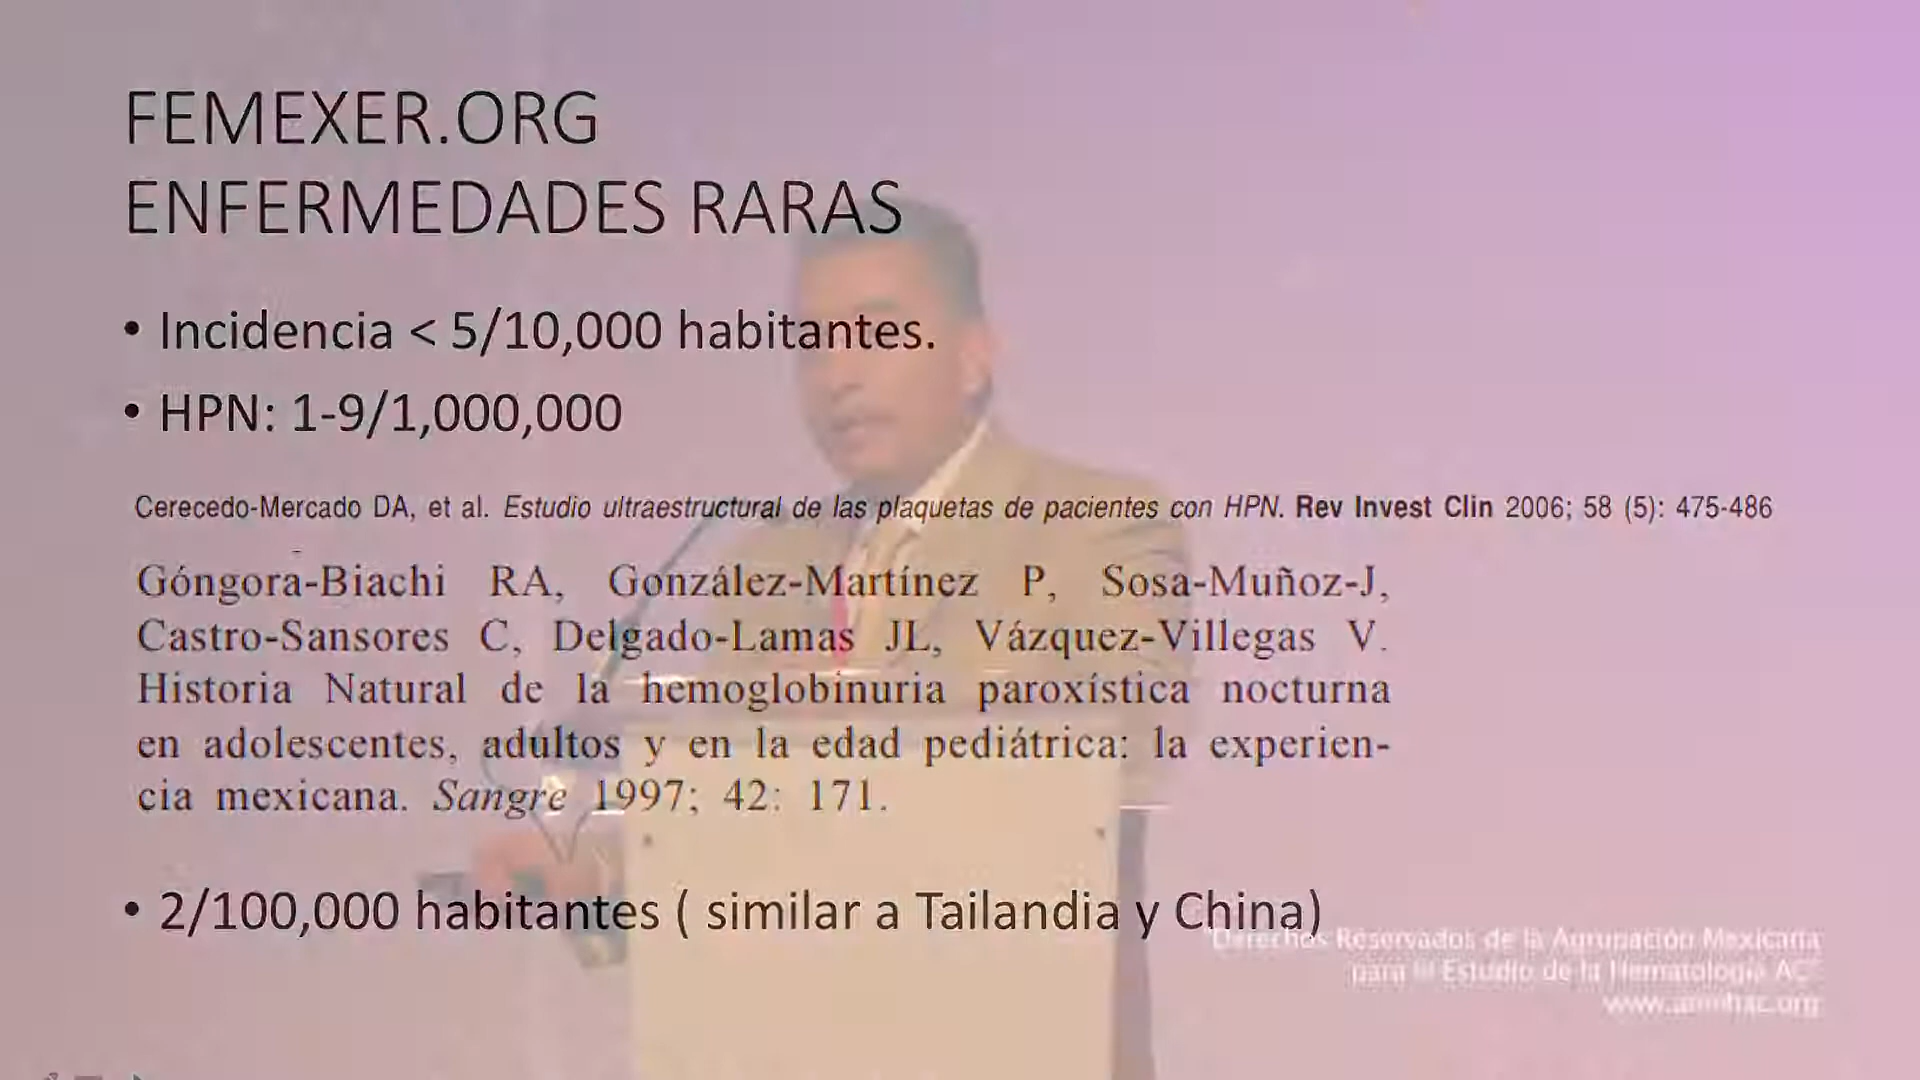 FEMEXER.ORG
ENFERMEDADES RARAS
• Incidencia < 5/10,000 habitantes.
• HPN: 1-9/1,000,000
Cerecedo-Mercado DA, et al. Estudio ultraestructural de las plaquetas de pacientes con HPN. Rev Invest Clin 2006; 58 (5): 475-486
Góngora-Biachi RA, González-Martínez P, Sosa-Muñoz-J,
Castro-Sansores C, Delgado-Lamas JL, Vázquez-Villegas V.
Historia Natural de la hemoglobinuria paroxística nocturna
en adolescentes, adultos y en la edad pediátrica: la experien-
cia mexicana. Sangre 1997; 42: 171.
• 2/100,000 habitantes ( similar a Tailandia y China)
"Derechos Reservados de la Agrupación Mexicana
para el Estudio de la Hematología AC"